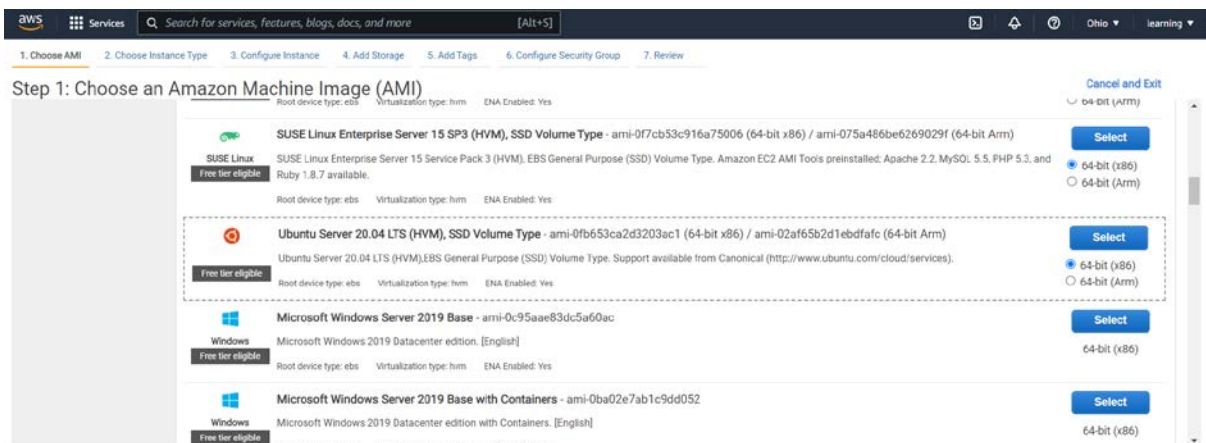 aws Services Search for services, features, blogs, docs, and more [Alt+S] Ohio learning
1. Choose AMI 2. Choose Instance Type 3. Configure Instance 4. Add Storage 5. Add Tags 6. Configure Security Group 7. Review
Step 1: Choose an Amazon Machine Image (AMI) Cancel and Exit
Root device type: ebs Virtualization type: hvm ENA Enabled: Yes 64-bit (Arm)
SUSE Linux Enterprise Server 15 SP3 (HVM), SSD Volume Type - ami-0f7cb53c916a75006 (64-bit x86) / ami-075a486be6269029f (64-bit Arm) Select
SUSE Linux SUSE Linux Enterprise Server 15 Service Pack 3 (HVM), EBS General Purpose (SSD) Volume Type. Amazon EC2 AMI Tools preinstalled; Apache 2.2, MySQL 5.5, PHP 5.3, and 64-bit (x86)
Free tier eligible Ruby 1.8.7 available. 64-bit (Arm)
Root device type: ebs Virtualization type: hvm ENA Enabled: Yes
Ubuntu Server 20.04 LTS (HVM), SSD Volume Type - ami-0fb653ca2d3203ac1 (64-bit x86) / ami-02af65b2d1ebdfafc (64-bit Arm) Select
Ubuntu Server 20.04 LTS (HVM),EBS General Purpose (SSD) Volume Type. Support available from Canonical (http://www.ubuntu.com/cloud/services). 64-bit (x86)
Free tier eligible Root device type: ebs Virtualization type: hvm ENA Enabled: Yes 64-bit (Arm)
Microsoft Windows Server 2019 Base - ami-0c95aae83dc5a60ac Select
Windows Microsoft Windows 2019 Datacenter edition. [English] 64-bit (x86)
Free tier eligible Root device type: ebs Virtualization type: hvm ENA Enabled: Yes
Microsoft Windows Server 2019 Base with Containers - ami-0ba02e7ab1c9dd052 Select
Windows Microsoft Windows 2019 Datacenter edition with Containers. [English] 64-bit (x86)
Free tier eligible